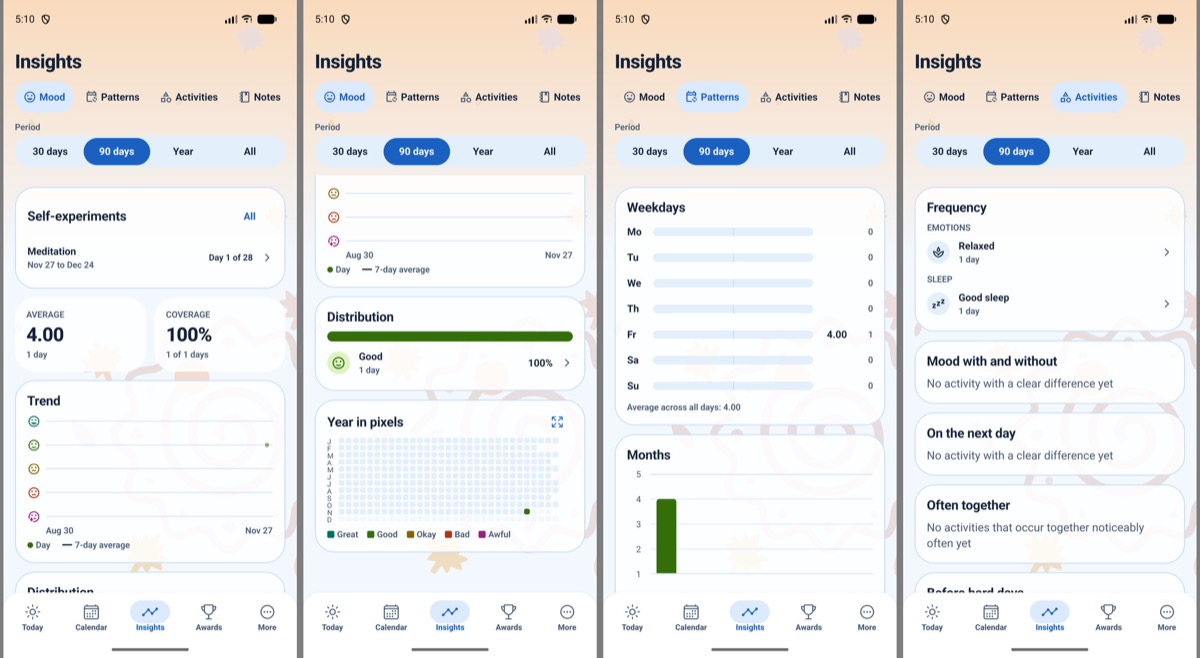 5:10
Insights
Mood Patterns Activities Notes
Period
30 days 90 days Year All
Self-experiments All
Meditation
Nov 27 to Dec 24
Day 1 of 28
AVERAGE
4.00
1 day
COVERAGE
100%
1 of 1 days
Trend
Aug 30 Nov 27
Day 7-day average
Distribution
Today Calendar Insights Awards More
5:10
Insights
Mood Patterns Activities Notes
Period
30 days 90 days Year All
Aug 30 Nov 27
Day 7-day average
Distribution
Good
1 day
100%
Year in pixels
J
F
M
A
M
J
J
A
S
O
N
D
Great Good Okay Bad Awful
Today Calendar Insights Awards More
5:10
Insights
Mood Patterns Activities Notes
Period
30 days 90 days Year All
Weekdays
Mo 0
Tu 0
We 0
Th 0
Fr 4.00 1
Sa 0
Su 0
Average across all days: 4.00
Months
5
4
3
2
1
Today Calendar Insights Awards More
5:10
Insights
Mood Patterns Activities Notes
Period
30 days 90 days Year All
Frequency
EMOTIONS
Relaxed
1 day
SLEEP
zzz
Good sleep
1 day
Mood with and without
No activity with a clear difference yet
On the next day
No activity with a clear difference yet
Often together
No activities that occur together noticeably
often yet
Before hard days
Today Calendar Insights Awards More